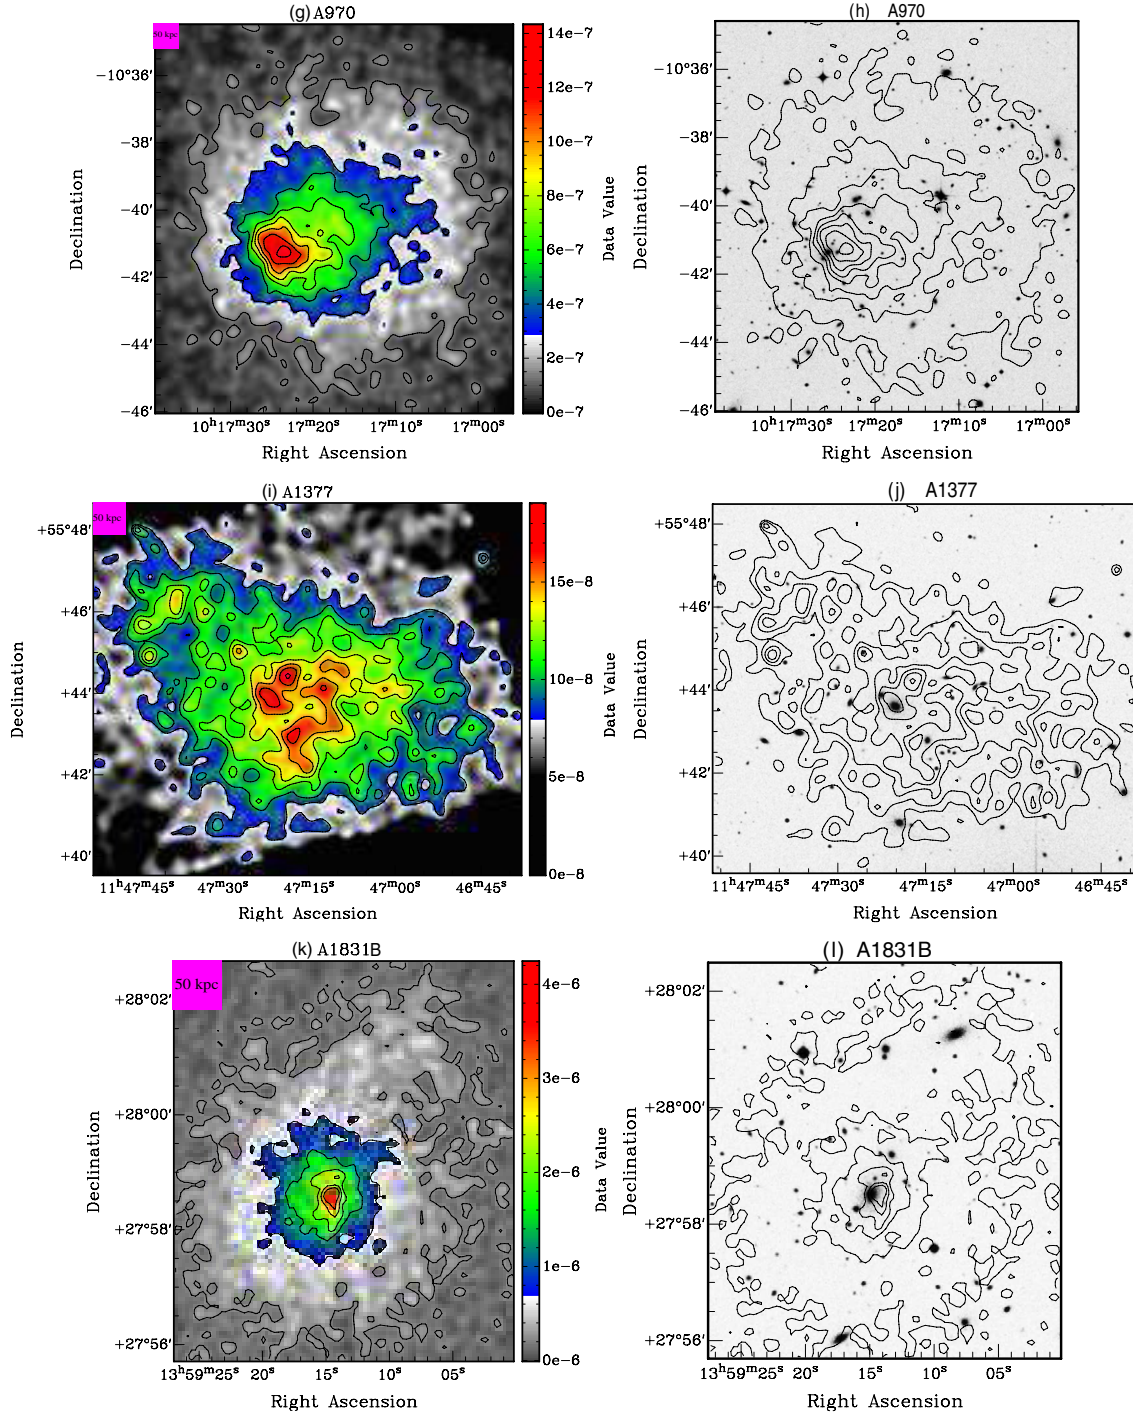 (g) A970
50 kpc
−10°36′
−38′
−40′
−42′
−44′
−46′
Declination
10ʰ17ᵐ30ˢ 17ᵐ20ˢ 17ᵐ10ˢ 17ᵐ00ˢ
Right Ascension
14e−7
12e−7
10e−7
8e−7
6e−7
4e−7
2e−7
0e−7
Data Value
(h) A970
−10°36′
−38′
−40′
−42′
−44′
−46′
Declination
10ʰ17ᵐ30ˢ 17ᵐ20ˢ 17ᵐ10ˢ 17ᵐ00ˢ
Right Ascension
(i) A1377
50 kpc
+55°48′
+46′
+44′
+42′
+40′
Declination
11ʰ47ᵐ45ˢ 47ᵐ30ˢ 47ᵐ15ˢ 47ᵐ00ˢ 46ᵐ45ˢ
Right Ascension
15e−8
10e−8
5e−8
0e−8
Data Value
(j) A1377
+55°48′
+46′
+44′
+42′
+40′
Declination
11ʰ47ᵐ45ˢ 47ᵐ30ˢ 47ᵐ15ˢ 47ᵐ00ˢ 46ᵐ45ˢ
Right Ascension
(k) A1831B
50 kpc
+28°02′
+28°00′
+27°58′
+27°56′
Declination
13ʰ59ᵐ25ˢ 20ˢ 15ˢ 10ˢ 05ˢ
Right Ascension
4e−6
3e−6
2e−6
1e−6
0e−6
Data Value
(l) A1831B
+28°02′
+28°00′
+27°58′
+27°56′
Declination
13ʰ59ᵐ25ˢ 20ˢ 15ˢ 10ˢ 05ˢ
Right Ascension